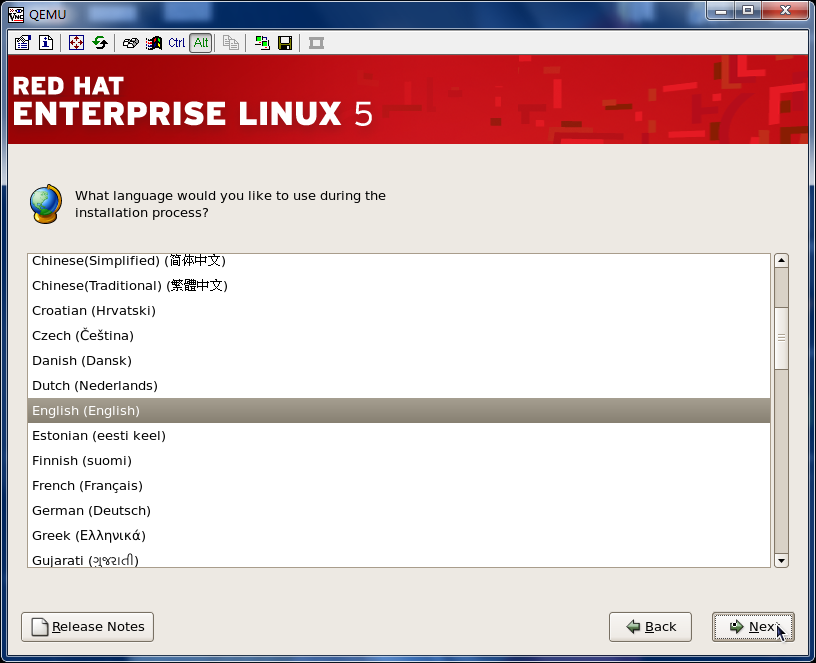 QEMU
Ctrl Alt
RED HAT
ENTERPRISE LINUX 5
What language would you like to use during the
installation process?
Chinese(Simplified) (简体中文)
Chinese(Traditional) (繁體中文)
Croatian (Hrvatski)
Czech (Čeština)
Danish (Dansk)
Dutch (Nederlands)
English (English)
Estonian (eesti keel)
Finnish (suomi)
French (Français)
German (Deutsch)
Greek (Ελληνικά)
Gujarati (ગુજરાતી)
Release Notes
Back
Next